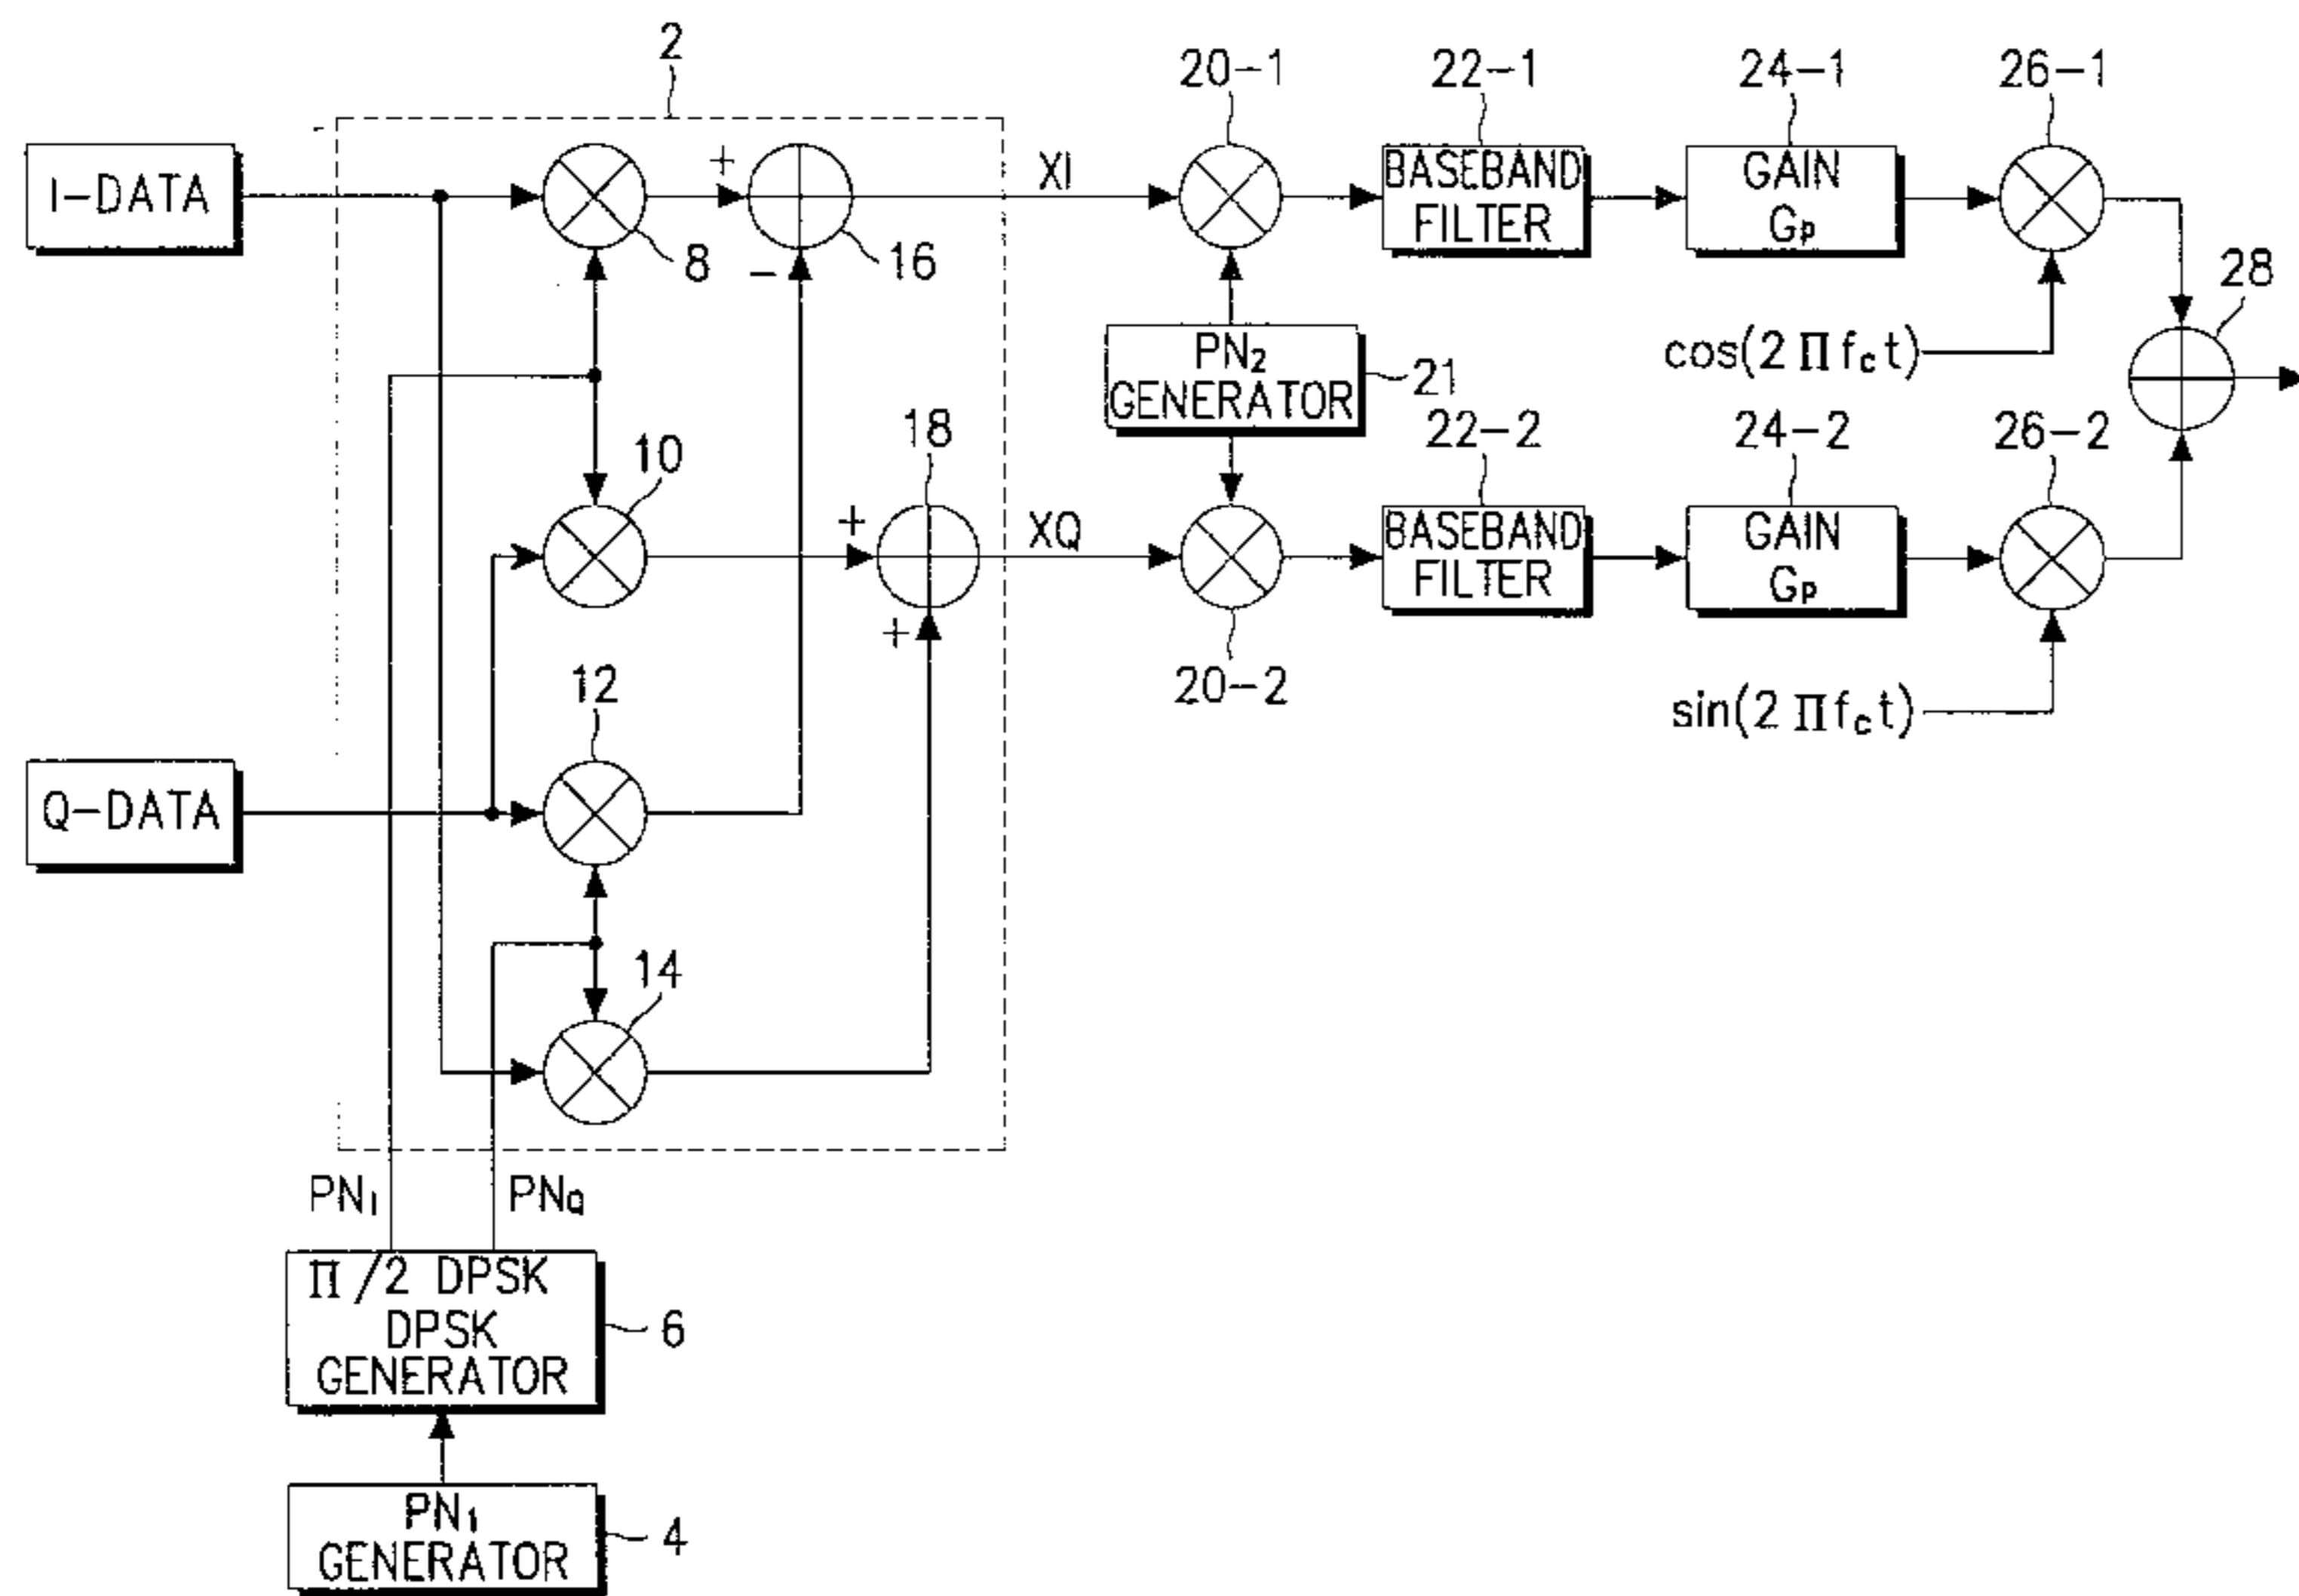 2
20-1
22-1
24-1
26-1
I-DATA
+
XI
BASEBAND
FILTER
GAIN
Gp
8
-
16
28
PN2
GENERATOR
21
cos(2 Π fc t)
10
18
22-2
24-2
26-2
+
XQ
BASEBAND
FILTER
GAIN
Gp
+
12
20-2
sin(2 Π fc t)
Q-DATA
14
PNI
PNQ
Π/2 DPSK
DPSK
GENERATOR
6
PN1
GENERATOR
4